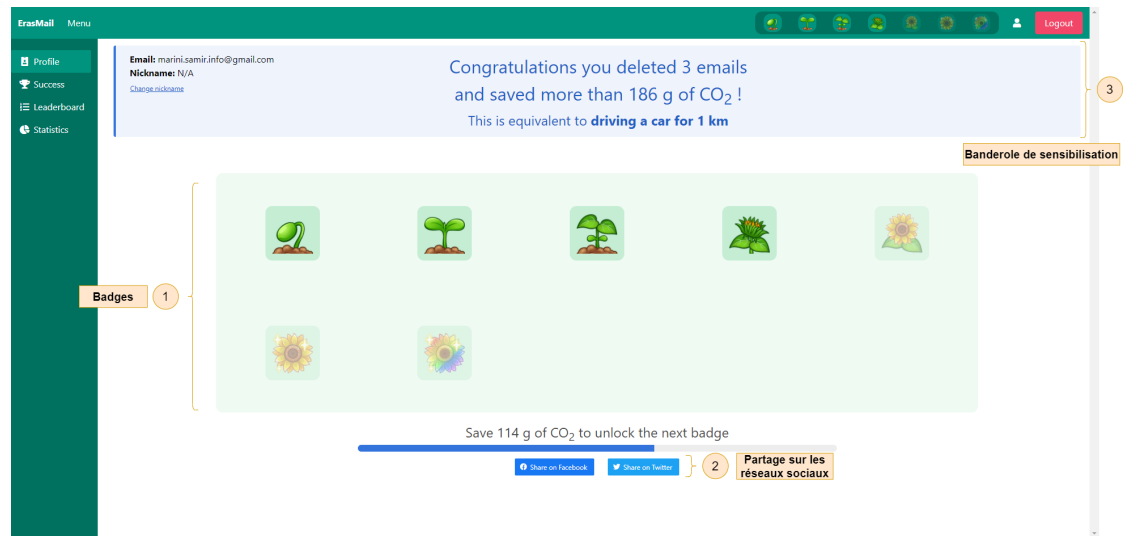 ErasMail Menu
Logout
Profile
Success
Leaderboard
Statistics
Email: marini.samir.info@gmail.com
Nickname: N/A
Change nickname
Congratulations you deleted 3 emails
and saved more than 186 g of CO₂ !
This is equivalent to driving a car for 1 km
3
Banderole de sensibilisation
Badges
1
Save 114 g of CO₂ to unlock the next badge
Share on Facebook
Share on Twitter
2
Partage sur les
réseaux sociaux